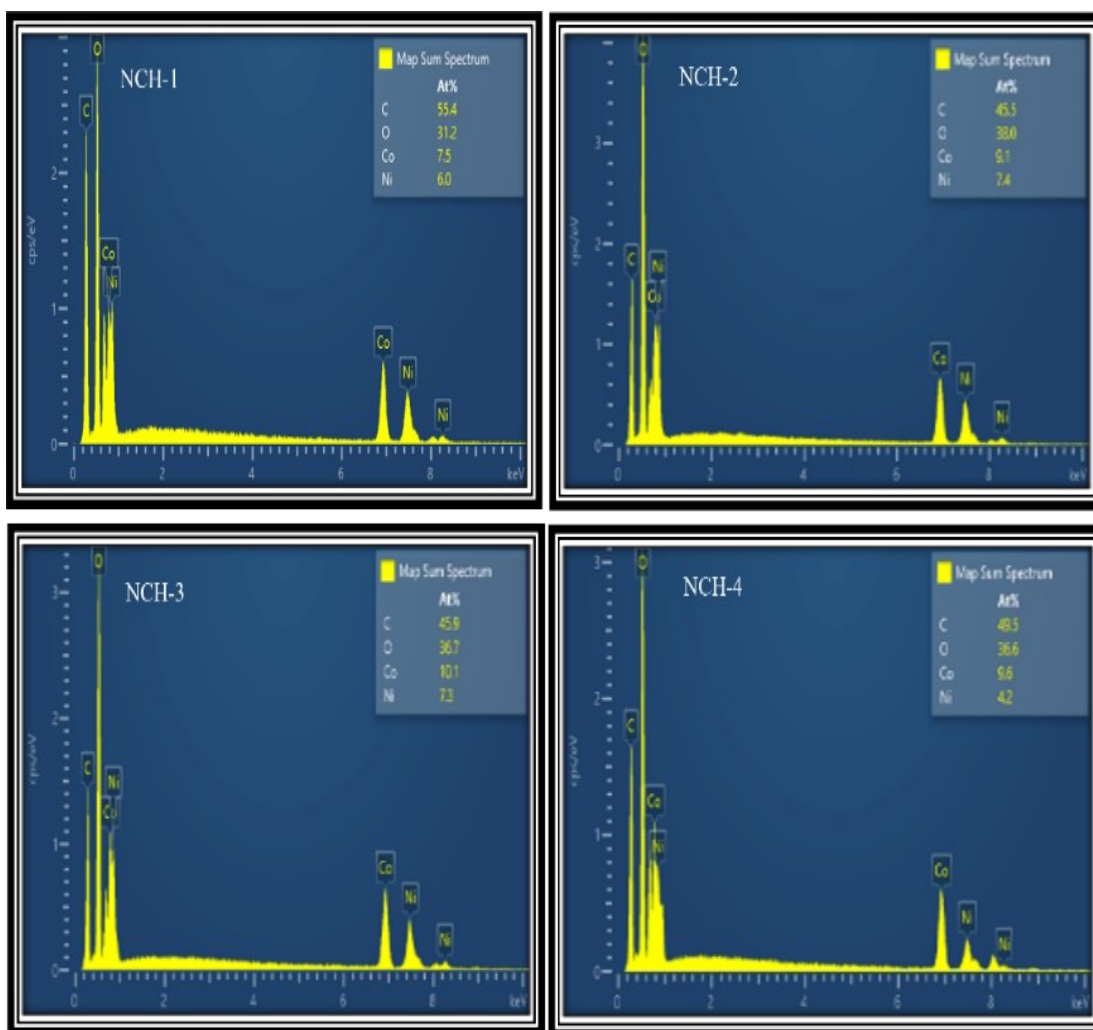 NCH-1
Map Sum Spectrum
At%
C 55.4
O 31.2
Co 7.5
Ni 6.0
O
C
Co
Ni
Co
Ni
Ni
cps/eV
2
1
0
0 2 4 6 8 keV
NCH-2
Map Sum Spectrum
At%
C 45.5
O 38.0
Co 9.1
Ni 7.4
O
C
Ni
Co
Co
Ni
Ni
cps/eV
3
2
1
0
0 2 4 6 8 keV
NCH-3
Map Sum Spectrum
At%
C 45.9
O 36.7
Co 10.1
Ni 7.3
O
C
Ni
Co
Co
Ni
Ni
cps/eV
3
2
1
0
0 2 4 6 8 keV
NCH-4
Map Sum Spectrum
At%
C 49.5
O 36.6
Co 9.6
Ni 4.2
O
C
Co
Ni
Co
Ni
Ni
cps/eV
3
2
1
0
0 2 4 6 8 keV